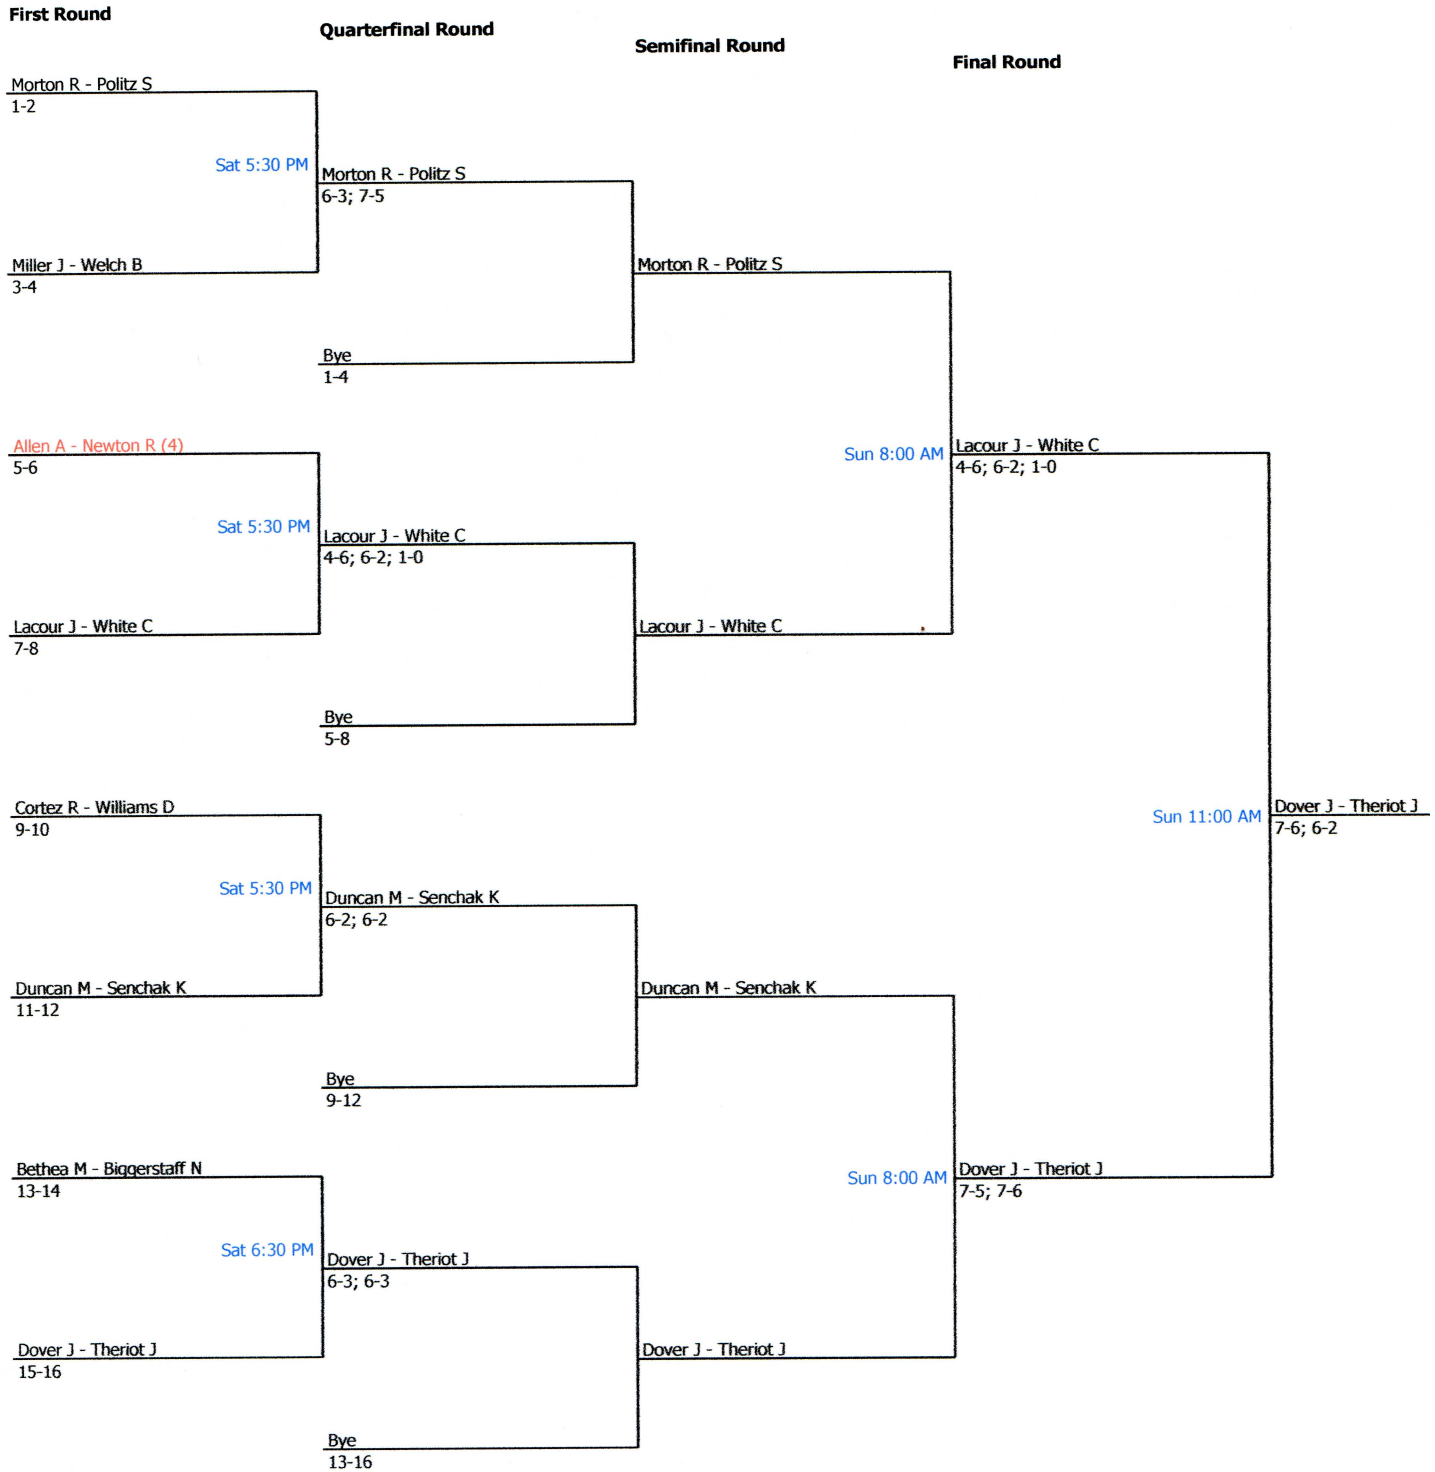 First Round
Quarterfinal Round
Semifinal Round
Final Round
Morton R - Politz S
1-2
Sat 5:30 PM
Morton R - Politz S
6-3; 7-5
Miller J - Welch B
3-4
Morton R - Politz S
Bye
1-4
Allen A - Newton R (4)
5-6
Sun 8:00 AM
Lacour J - White C
4-6; 6-2; 1-0
Sat 5:30 PM
Lacour J - White C
4-6; 6-2; 1-0
Lacour J - White C
7-8
Lacour J - White C
Bye
5-8
Cortez R - Williams D
9-10
Sun 11:00 AM
Dover J - Theriot J
7-6; 6-2
Sat 5:30 PM
Duncan M - Senchak K
6-2; 6-2
Duncan M - Senchak K
11-12
Duncan M - Senchak K
Bye
9-12
Bethea M - Biggerstaff N
13-14
Sun 8:00 AM
Dover J - Theriot J
7-5; 7-6
Sat 6:30 PM
Dover J - Theriot J
6-3; 6-3
Dover J - Theriot J
15-16
Dover J - Theriot J
Bye
13-16